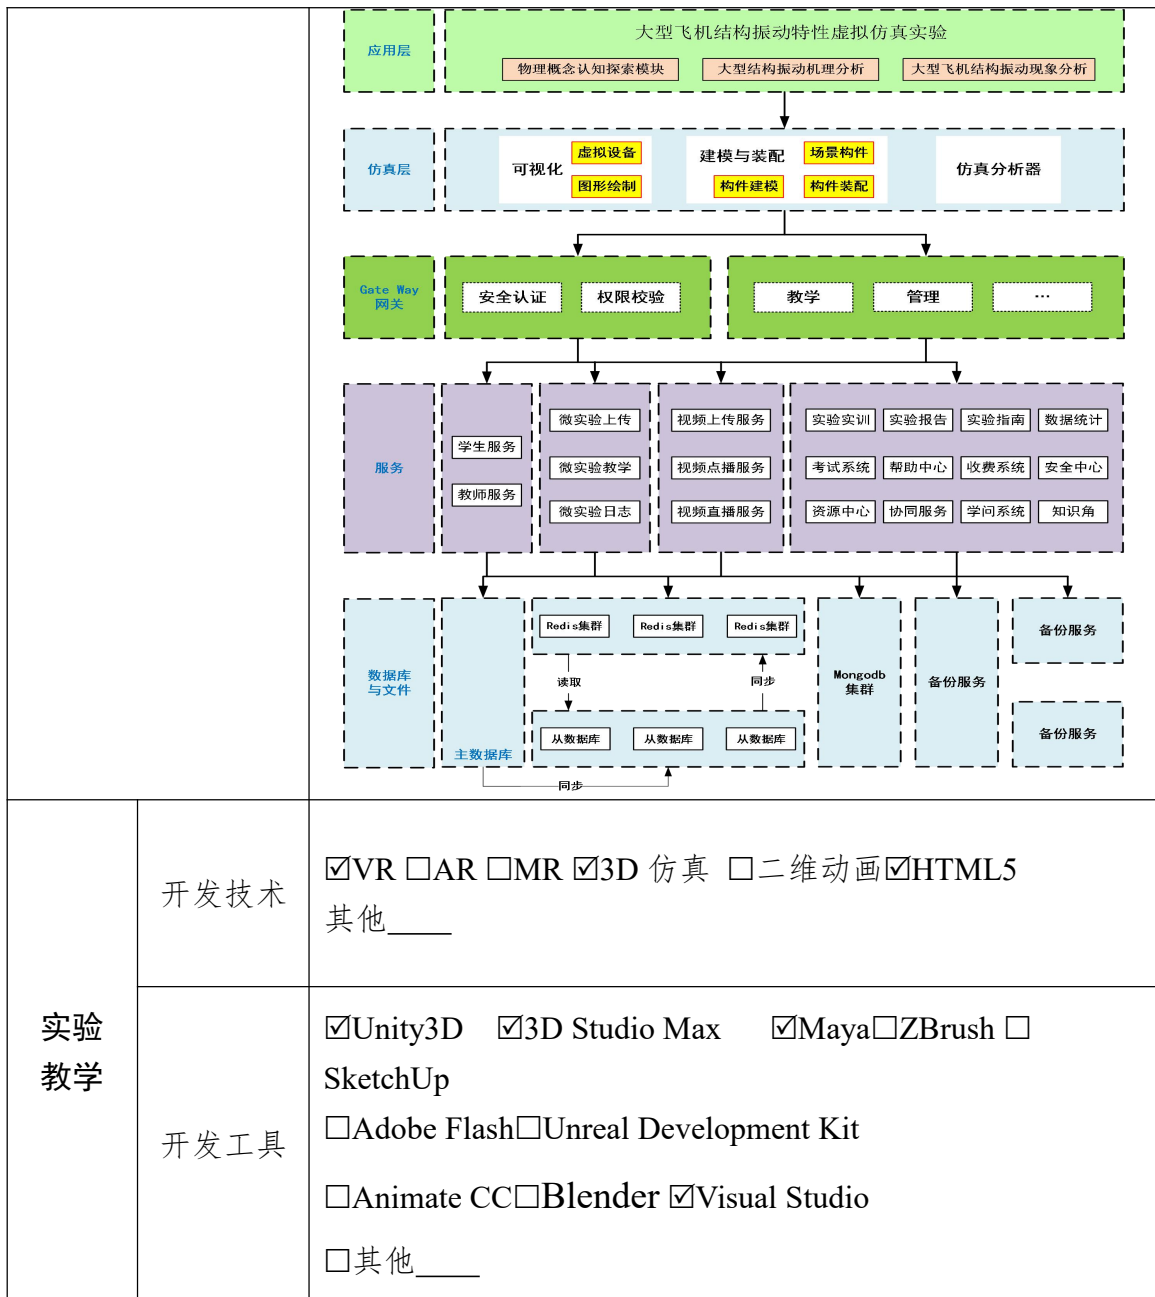 应用层
大型飞机结构振动特性虚拟仿真实验
物理概念认知探索模块 大型结构振动机理分析 大型飞机结构振动现象分析
仿真层
可视化
虚拟设备
图形绘制
建模与装配 场景构件
构件建模 构件装配
仿真分析器
Gate Way
网关
安全认证 权限校验
教学 管理 …
服务
学生服务
教师服务
微实验上传
微实验教学
微实验日志
视频上传服务
视频点播服务
视频直播服务
实验实训 实验报告 实验指南 数据统计
考试系统 帮助中心 收费系统 安全中心
资源中心 协同服务 学问系统 知识角
数据库
与文件
主数据库
Redis集群 Redis集群 Redis集群
读取 同步
从数据库 从数据库 从数据库
同步
Mongodb
集群
备份服务
备份服务
备份服务
实验
教学
开发技术
☑VR ☐AR ☐MR ☑3D 仿真 ☐二维动画☑HTML5
其他____
开发工具
☑Unity3D ☑3D Studio Max ☑Maya☐ZBrush ☐
SketchUp
☐Adobe Flash☐Unreal Development Kit
☐Animate CC☐Blender ☑Visual Studio
☐其他____